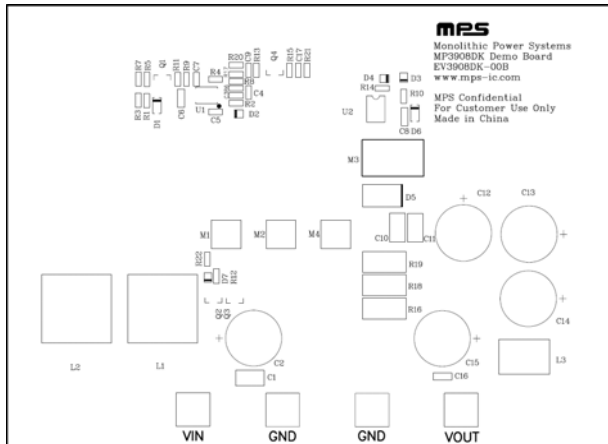 mps
Monolithic Power Systems
MP3908DK Demo Board
EV3908DK-00B
www.mps-ic.com
MPS Confidential
For Customer Use Only
Made in China
R20
Q1
R7
R5
R11
R9
C7
R4
C9
R13
Q4
R15
C17
R21
R8
C4
R3
R1
D1
C6
U1
R2
C5
D2
D4
D3
R14
R10
U2
C8
D6
M3
D5
C12
C13
M1
M2
M4
C10
C11
R22
D7
R12
R19
R18
R16
Q2
Q3
C14
L2
L1
C2
C15
L3
C1
C16
VIN
GND
GND
VOUT